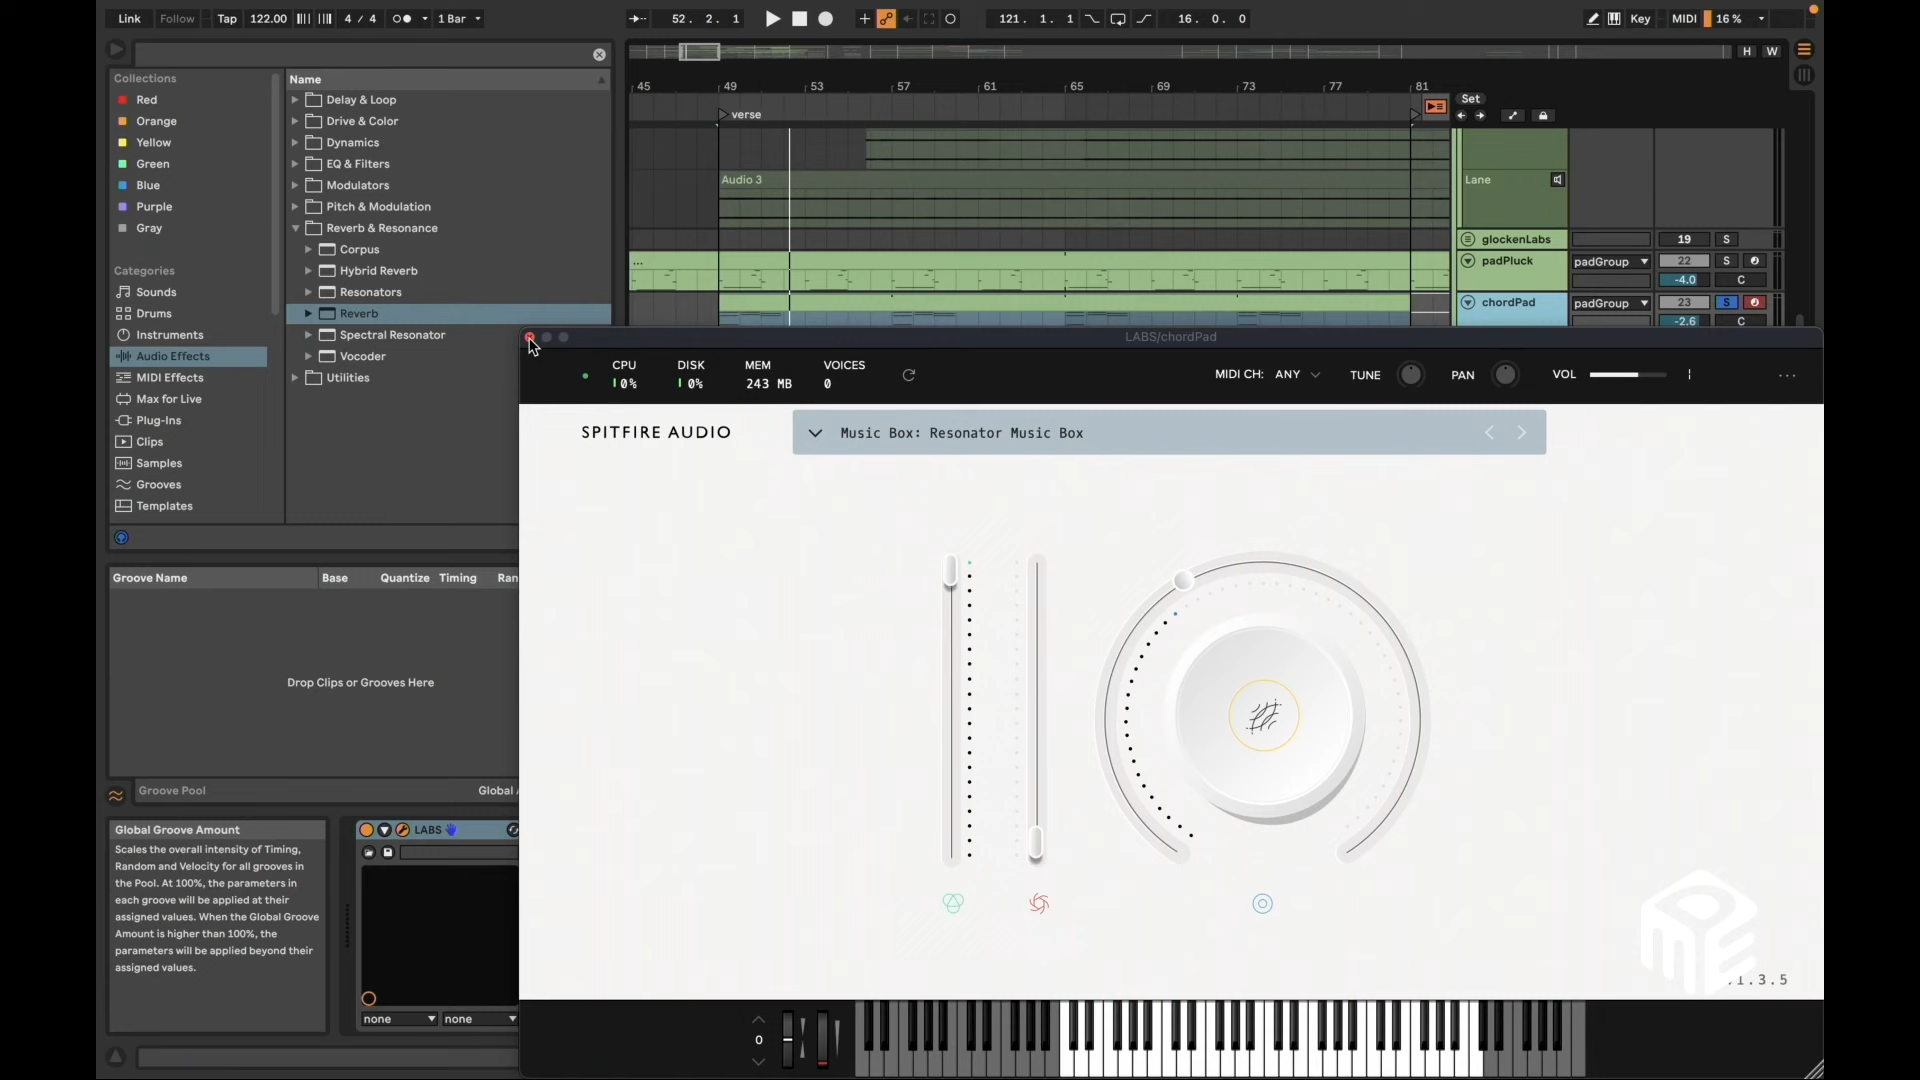 Link Follow Tap 122.00 4 / 4 1 Bar 52. 2. 1 121. 1. 1 16. 0. 0 Key MIDI 16 %
Collections
Red
Orange
Yellow
Green
Blue
Purple
Gray
Categories
Sounds
Drums
Instruments
Audio Effects
MIDI Effects
Max for Live
Plug-Ins
Clips
Samples
Grooves
Templates
Name
Delay & Loop
Drive & Color
Dynamics
EQ & Filters
Modulators
Pitch & Modulation
Reverb & Resonance
Corpus
Hybrid Reverb
Resonators
Reverb
Spectral Resonator
Vocoder
Utilities
H W
45 49 53 57 61 65 69 73 77 81
Set
verse
Audio 3
Lane
glockenLabs 19 S
...
padPluck padGroup 22 S
-4.0 C
chordPad padGroup 23 S
-2.6 C
LABS/chordPad
CPU DISK MEM VOICES
0% 0% 243 MB 0
MIDI CH: ANY TUNE PAN VOL ...
SPITFIRE AUDIO
Music Box: Resonator Music Box
Groove Name Base Quantize Timing Ran
Drop Clips or Grooves Here
Groove Pool Global
Global Groove Amount
Scales the overall intensity of Timing,
Random and Velocity for all grooves in
the Pool. At 100%, the parameters in
each groove will be applied at their
assigned values. When the Global Groove
Amount is higher than 100%, the
parameters will be applied beyond their
assigned values.
LABS
none none
1.3.5
0